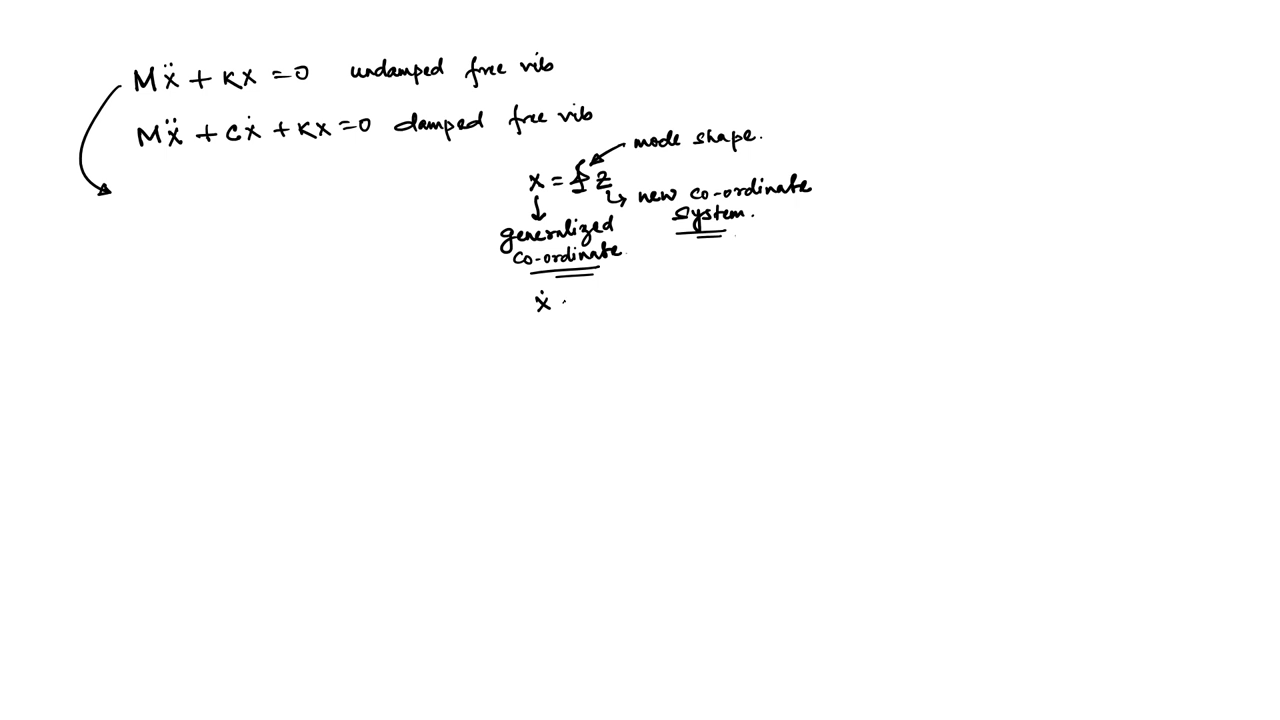 Mẍ + Kx = 0 undamped free vib
Mẍ + cẋ + Kx = 0 damped free vib
mode shape.
x = Φ z
new co-ordinate
system.
generalized
co-ordinate
ẋ